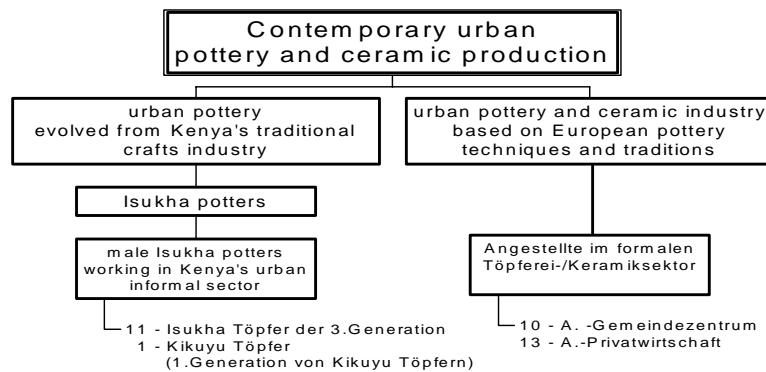 Contemporary urban
pottery and ceramic production
urban pottery
evolved from Kenya's traditional
crafts industry
urban pottery and ceramic industry
based on European pottery
techniques and traditions
Isukha potters
male Isukha potters
working in Kenya's urban
informal sector
Angestellte im formalen
Töpferei-/Keramiksektor
11 - Isukha Töpfer der 3.Generation
1 - Kikuyu Töpfer
(1.Generation von Kikuyu Töpfern)
10 - A. -Gemeindezentrum
13 - A.-Privatwirtschaft